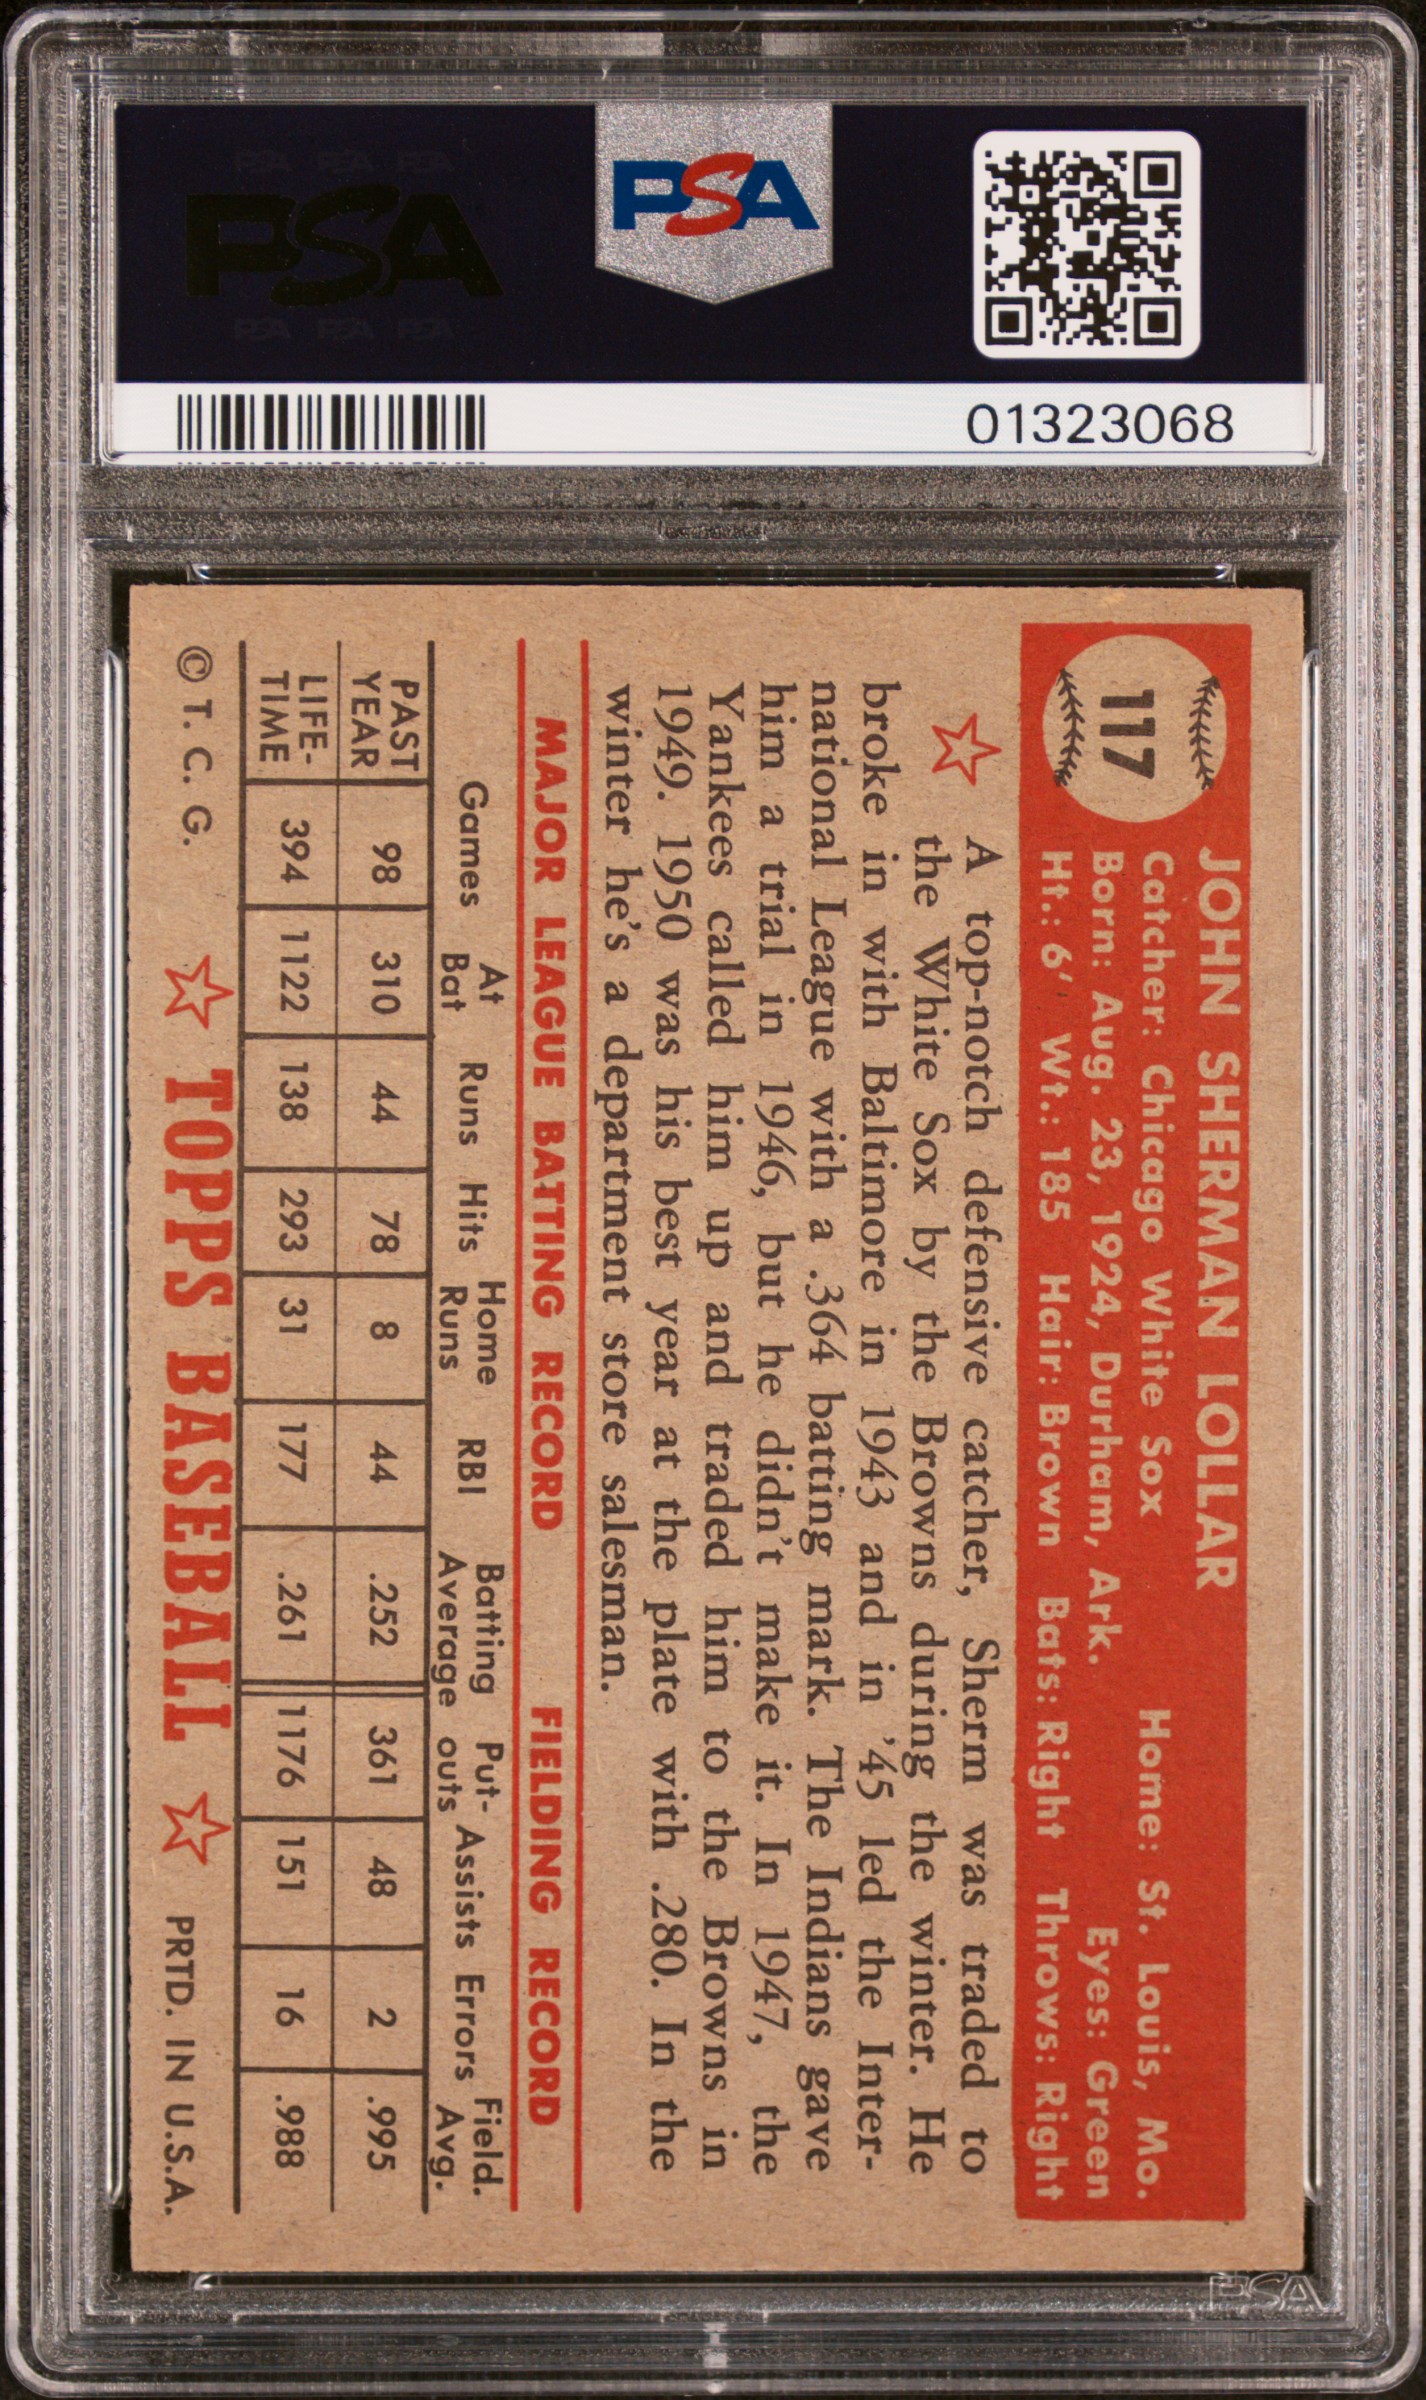 PSA PSA PSA
PSA
PSA PSA PSA
PSA
01323068
117
JOHN SHERMAN LOLLAR
Catcher: Chicago White Sox Home: St. Louis, Mo.
Born: Aug. 23, 1924, Durham, Ark. Eyes: Green
Ht.: 6' Wt.: 185 Hair: Brown Bats: Right Throws: Right
A top-notch defensive catcher, Sherm was traded to
the White Sox by the Browns during the winter. He
broke in with Baltimore in 1943 and in '45 led the Inter-
national League with a .364 batting mark. The Indians gave
him a trial in 1946, but he didn't make it. In 1947, the
Yankees called him up and traded him to the Browns in
1949. 1950 was his best year at the plate with .280. In the
winter he's a department store salesman.
MAJOR LEAGUE BATTING RECORD FIELDING RECORD
Games At Bat Runs Hits Home Runs RBI Batting Average Put-outs Assists Errors Field. Avg.
PAST YEAR 98 310 44 78 8 44 .252 361 48 2 .995
LIFE-TIME 394 1122 138 293 31 177 .261 1176 151 16 .988
© T. C. G. TOPPS BASEBALL PRTD. IN U.S.A.
PSA